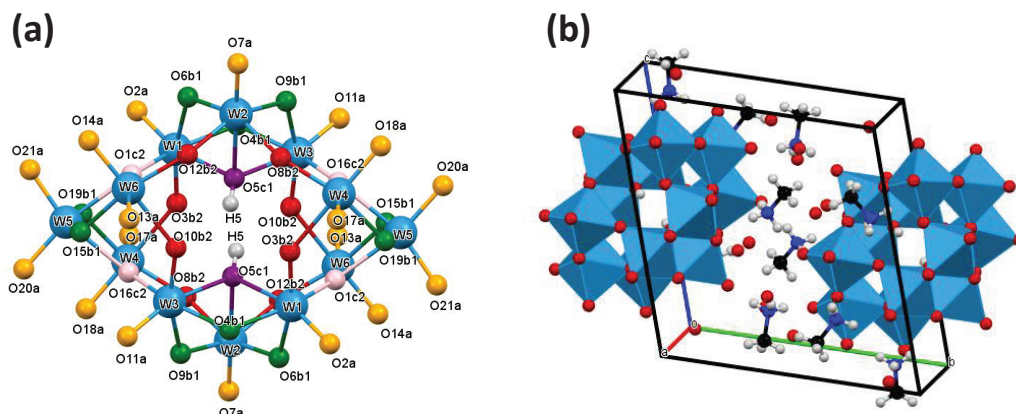 (a)
(b)
O7a
O6b1
O9b1
O2a
W2
O11a
O14a
O4b1
O18a
W1
W3
O21a
O1c2
O12b2
O8b2
O16c2
O20a
W6
O5c1
W4
O19b1
O3b2
H5
O10b2
O13a
O17a
O15b1
W5
W5
O17a
O13a
O15b1
O10b2
H5
O3b2
O19b1
W4
O8b2
O5c1
O12b2
W6
O20a
O16c2
W3
W1
O1c2
O21a
O18a
O4b1
O14a
O11a
W2
O2a
O9b1
O6b1
O7a
c
o
a
b